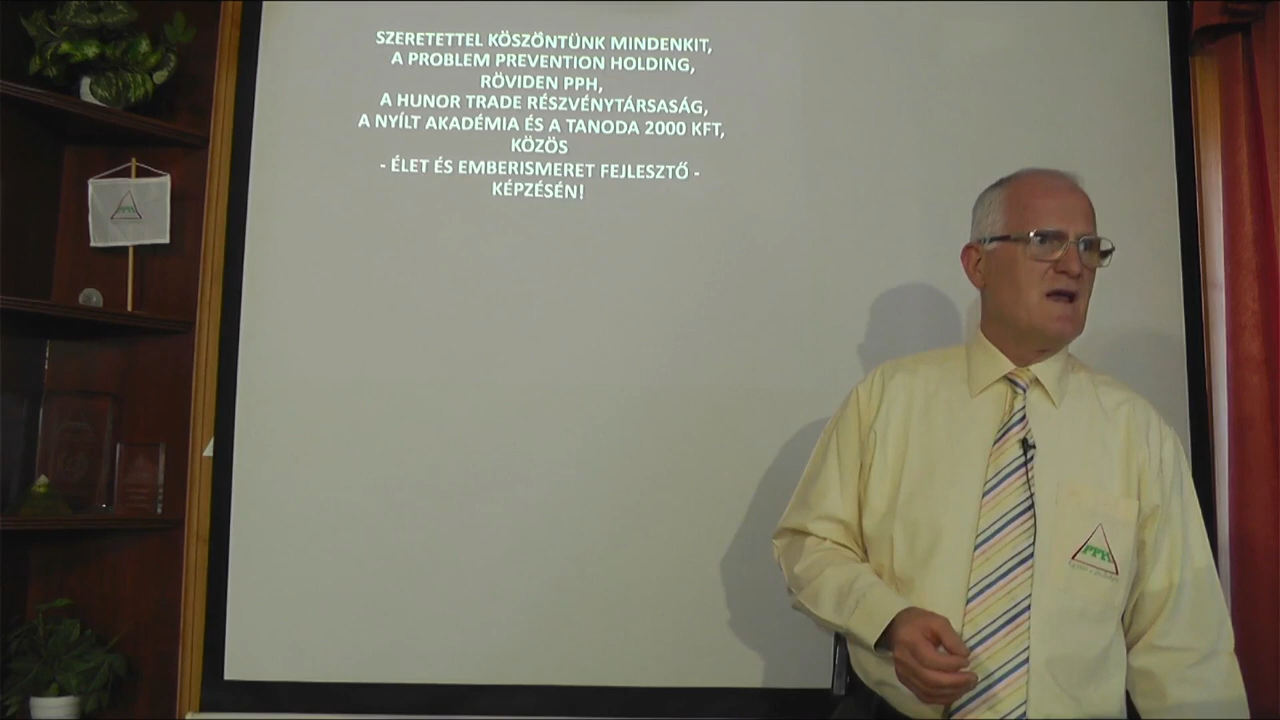 SZERETETTEL KÖSZÖNTÜNK MINDENKIT,
A PROBLEM PREVENTION HOLDING,
RÖVIDEN PPH,
A HUNOR TRADE RÉSZVÉNYTÁRSASÁG,
A NYÍLT AKADÉMIA ÉS A TANODA 2000 KFT,
KÖZÖS
- ÉLET ÉS EMBERISMERET FEJLESZTŐ -
KÉPZÉSÉN!
PPH
PPH